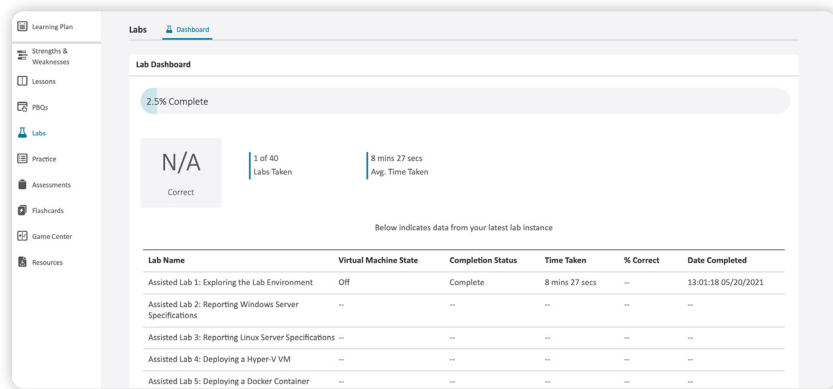 Learning Plan
Strengths &
Weaknesses
Lessons
PBQs
Labs
Practice
Assessments
Flashcards
Game Center
Resources
Labs Dashboard
Lab Dashboard
2.5% Complete
N/A
Correct
1 of 40
Labs Taken
8 mins 27 secs
Avg. Time Taken
Below indicates data from your latest lab instance
Lab Name Virtual Machine State Completion Status Time Taken % Correct Date Completed
Assisted Lab 1: Exploring the Lab Environment Off Complete 8 mins 27 secs -- 13:01:18 05/20/2021
Assisted Lab 2: Reporting Windows Server -- -- -- -- --
Specifications
Assisted Lab 3: Reporting Linux Server Specifications -- -- -- -- --
Assisted Lab 4: Deploying a Hyper-V VM -- -- -- -- --
Assisted Lab 5: Deploying a Docker Container -- -- -- -- --